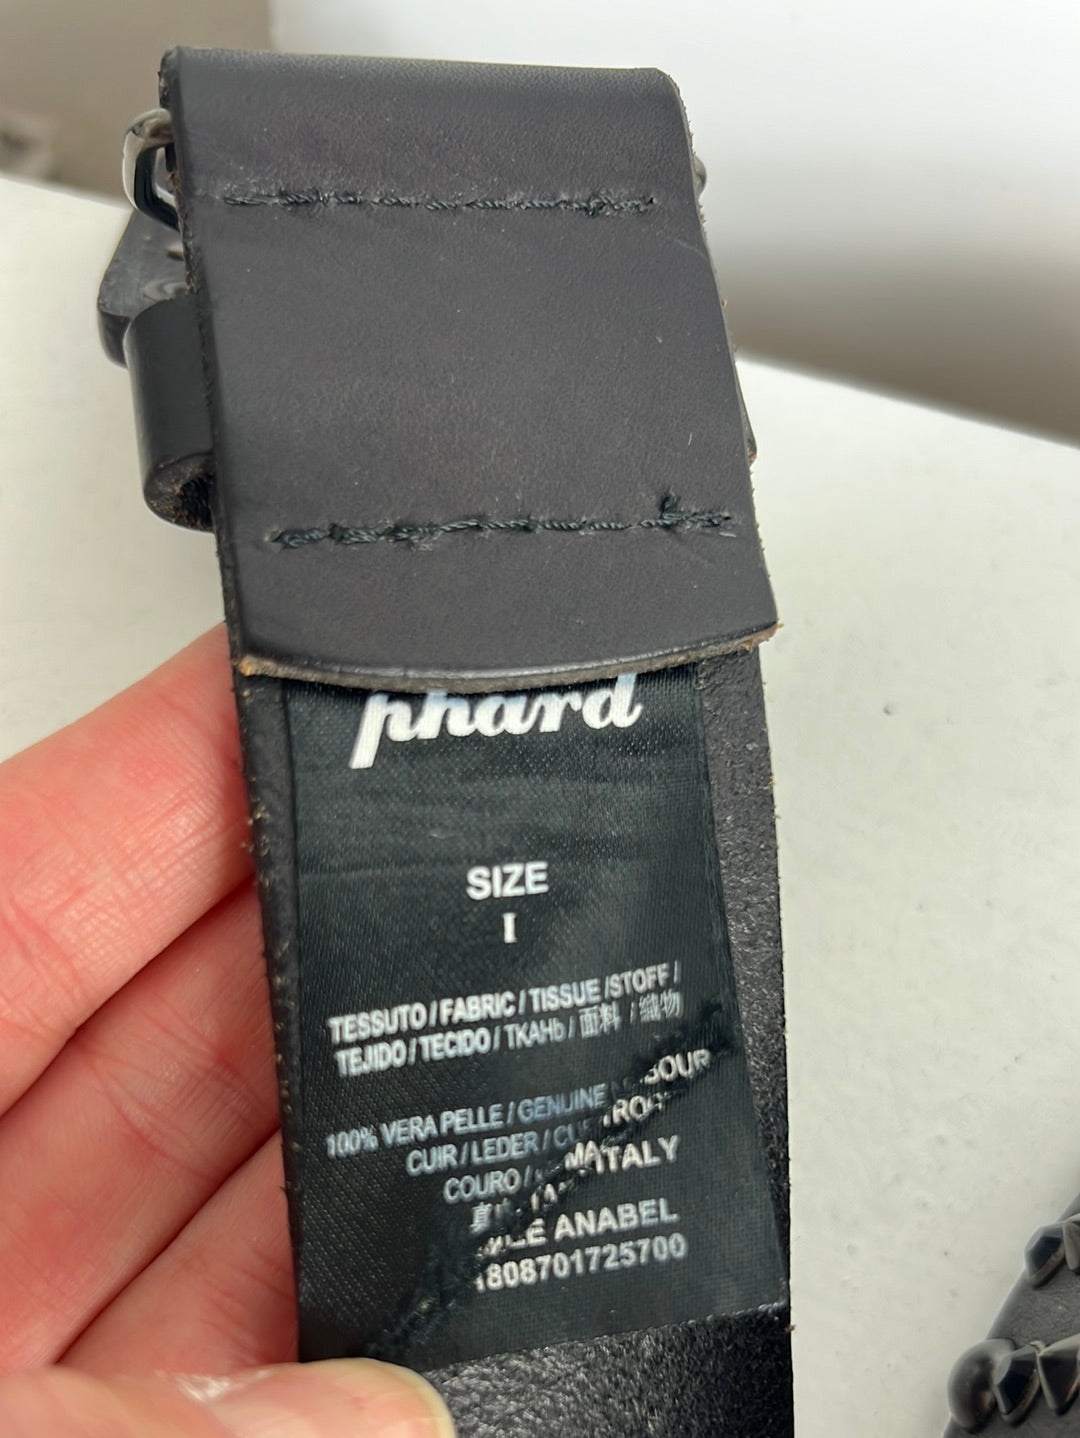 phard
SIZE
I
TESSUTO / FABRIC / TISSUE /STOFF /
TEJIDO / TECIDO / TKAHb / 面料 / 織物
100% VERA PELLE / GENUINE
CUIR / LEDER /
COURO /
ITALY
ANABEL
1808701725700